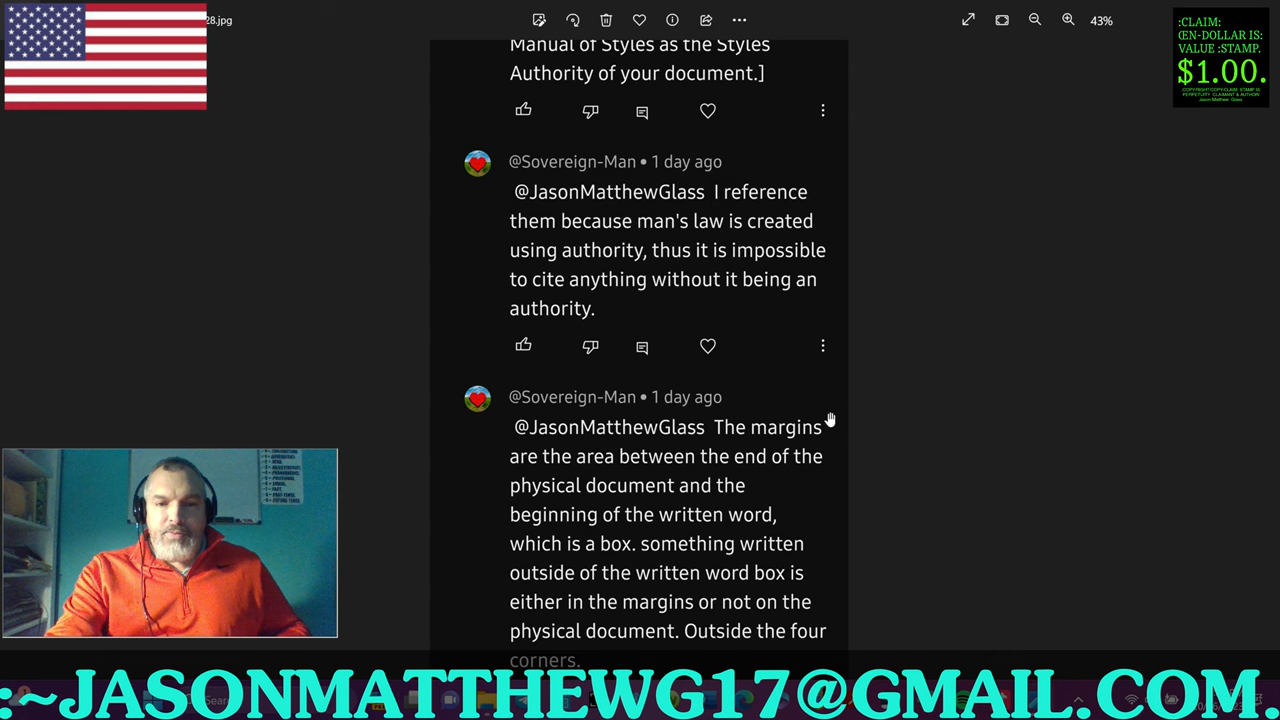 28.jpg
43%
:CLAIM:
ŒN-DOLLAR IS:
VALUE :STAMP.
$1.00.
Jason-Matthew: Glass
Manual of Styles as the Styles
Authority of your document.]
@Sovereign-Man • 1 day ago
@JasonMatthewGlass I reference
them because man's law is created
using authority, thus it is impossible
to cite anything without it being an
authority.
@Sovereign-Man • 1 day ago
@JasonMatthewGlass The margins
are the area between the end of the
physical document and the
beginning of the written word,
which is a box. something written
outside of the written word box is
either in the margins or not on the
physical document. Outside the four
corners.
:~JASONMATTHEWG17@GMAIL.COM.